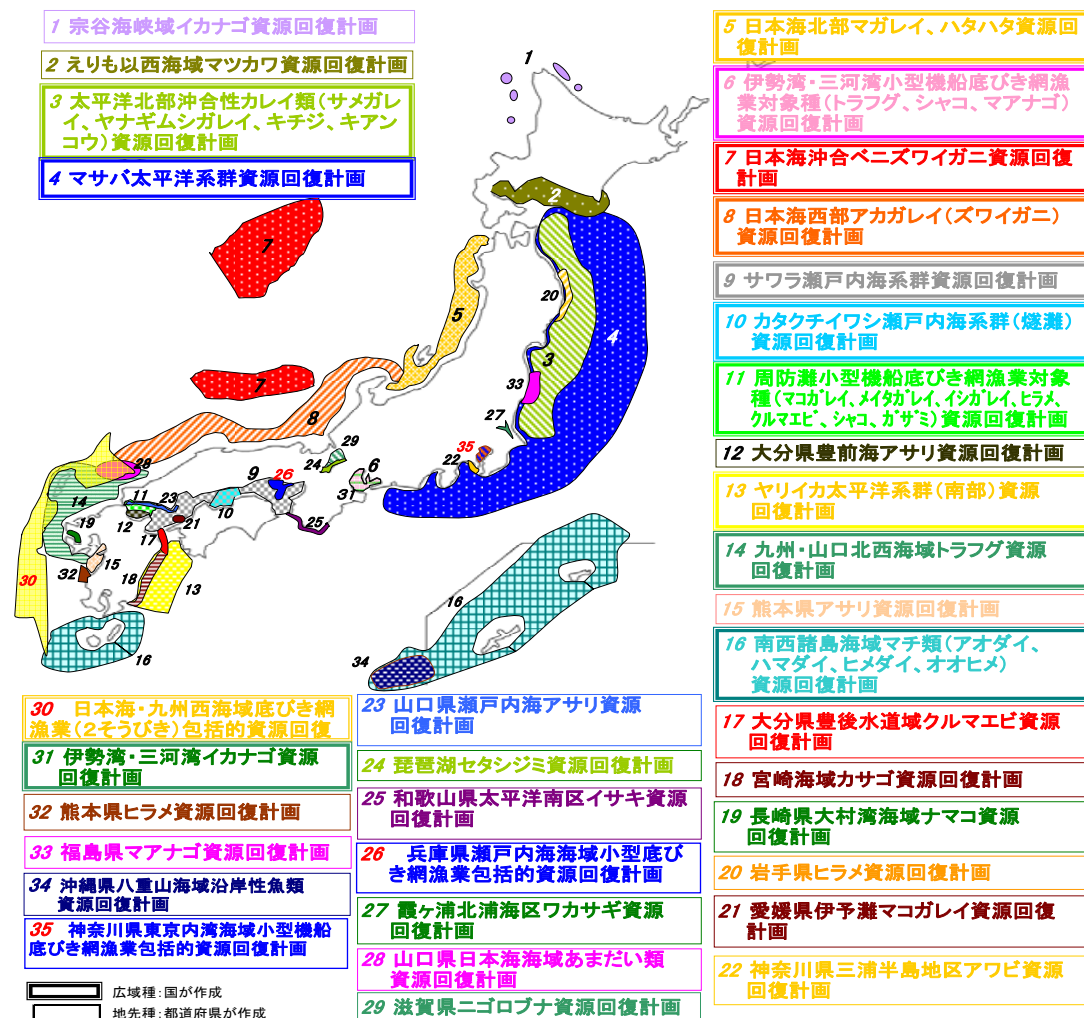 1 宗谷海峡域イカナゴ資源回復計画
2 えりも以西海域マツカワ資源回復計画
3 太平洋北部沖合性カレイ類(サメガレ
イ、ヤナギムシガレイ、キチジ、キアン
コウ)資源回復計画
4 マサバ太平洋系群資源回復計画
5 日本海北部マガレイ、ハタハタ資源回
復計画
6 伊勢湾・三河湾小型機船底びき網漁
業対象種(トラフグ、シャコ、マアナゴ)
資源回復計画
7 日本海沖合ベニズワイガニ資源回復
計画
8 日本海西部アカガレイ(ズワイガニ)
資源回復計画
9 サワラ瀬戸内海系群資源回復計画
10 カタクチイワシ瀬戸内海系群(燧灘)
資源回復計画
11 周防灘小型機船底びき網漁業対象
種(マコガレイ、メイタガレイ、イシガレイ、ヒラメ、
クルマエビ、シャコ、ガザミ)資源回復計画
12 大分県豊前海アサリ資源回復計画
13 ヤリイカ太平洋系群(南部)資源
回復計画
14 九州・山口北西海域トラフグ資源
回復計画
15 熊本県アサリ資源回復計画
16 南西諸島海域マチ類(アオダイ、
ハマダイ、ヒメダイ、オオヒメ)
資源回復計画
17 大分県豊後水道域クルマエビ資源
回復計画
18 宮崎海域カサゴ資源回復計画
19 長崎県大村湾海域ナマコ資源
回復計画
20 岩手県ヒラメ資源回復計画
21 愛媛県伊予灘マコガレイ資源回復
計画
22 神奈川県三浦半島地区アワビ資源
回復計画
23 山口県瀬戸内海アサリ資源
回復計画
24 琵琶湖セタシジミ資源回復計画
25 和歌山県太平洋南区イサキ資源
回復計画
26 兵庫県瀬戸内海海域小型底び
き網漁業包括的資源回復計画
27 霞ヶ浦北浦海区ワカサギ資源
回復計画
28 山口県日本海海域あまだい類
資源回復計画
29 滋賀県ニゴロブナ資源回復計画
30 日本海・九州西海域底びき網
漁業(2そうびき)包括的資源回復
31 伊勢湾・三河湾イカナゴ資源
回復計画
32 熊本県ヒラメ資源回復計画
33 福島県マアナゴ資源回復計画
34 沖縄県八重山海域沿岸性魚類
資源回復計画
35 神奈川県東京内湾海域小型機船
底びき網漁業包括的資源回復計画
広域種:国が作成
地先種:都道府県が作成
1
2
7
5
20
4
3
7
33
8
27
29
35
24
22
28
9
26
6
14
11
23
31
10
12
21
19
25
17
15
32
18
30
13
16
16
34